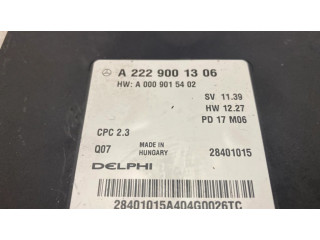 A 222 900 13 06
HW: A 000 901 54 02
SV 11.39
HW 12.27
PD 17 M06
CPC 2.3
Q07
MADE IN
HUNGARY
28401015
DELPHI
28401015A404G0026TC